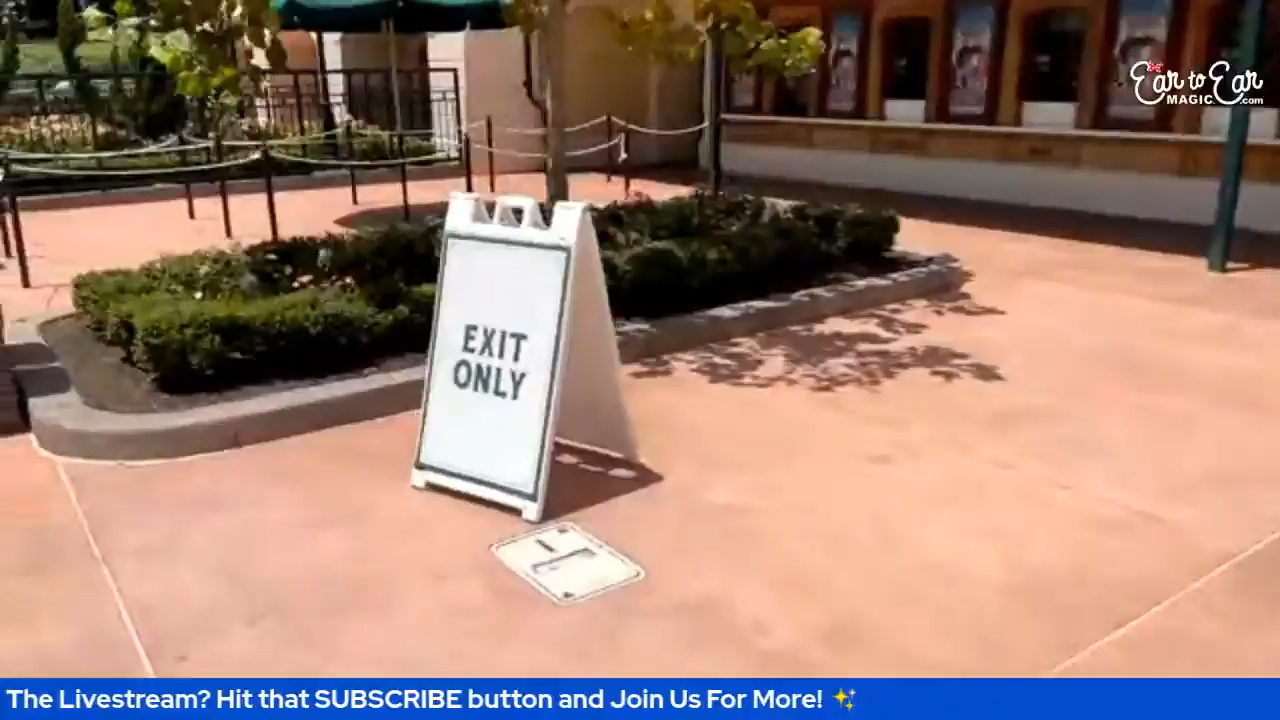 Ear to Ear
MAGIC.com
EXIT
ONLY
The Livestream? Hit that SUBSCRIBE button and Join Us For More! ✨